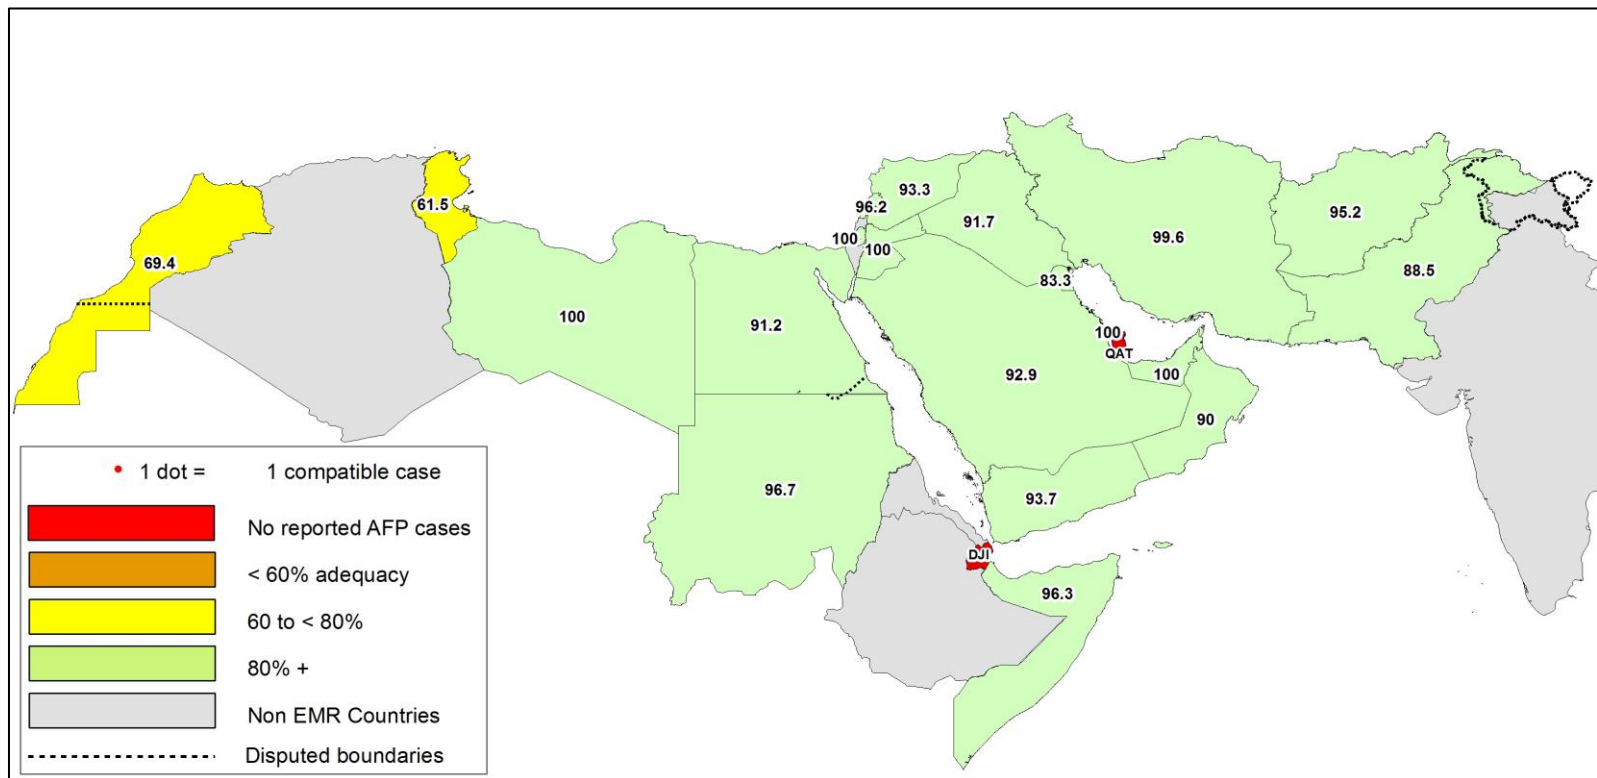 93.3
96.2
61.5
91.7
95.2
100
100
99.6
69.4
88.5
83.3
100
91.2
100
QAT
92.9
100
90
1 dot = 1 compatible case
96.7
93.7
No reported AFP cases
DJI
< 60% adequacy
96.3
60 to < 80%
80% +
Non EMR Countries
Disputed boundaries